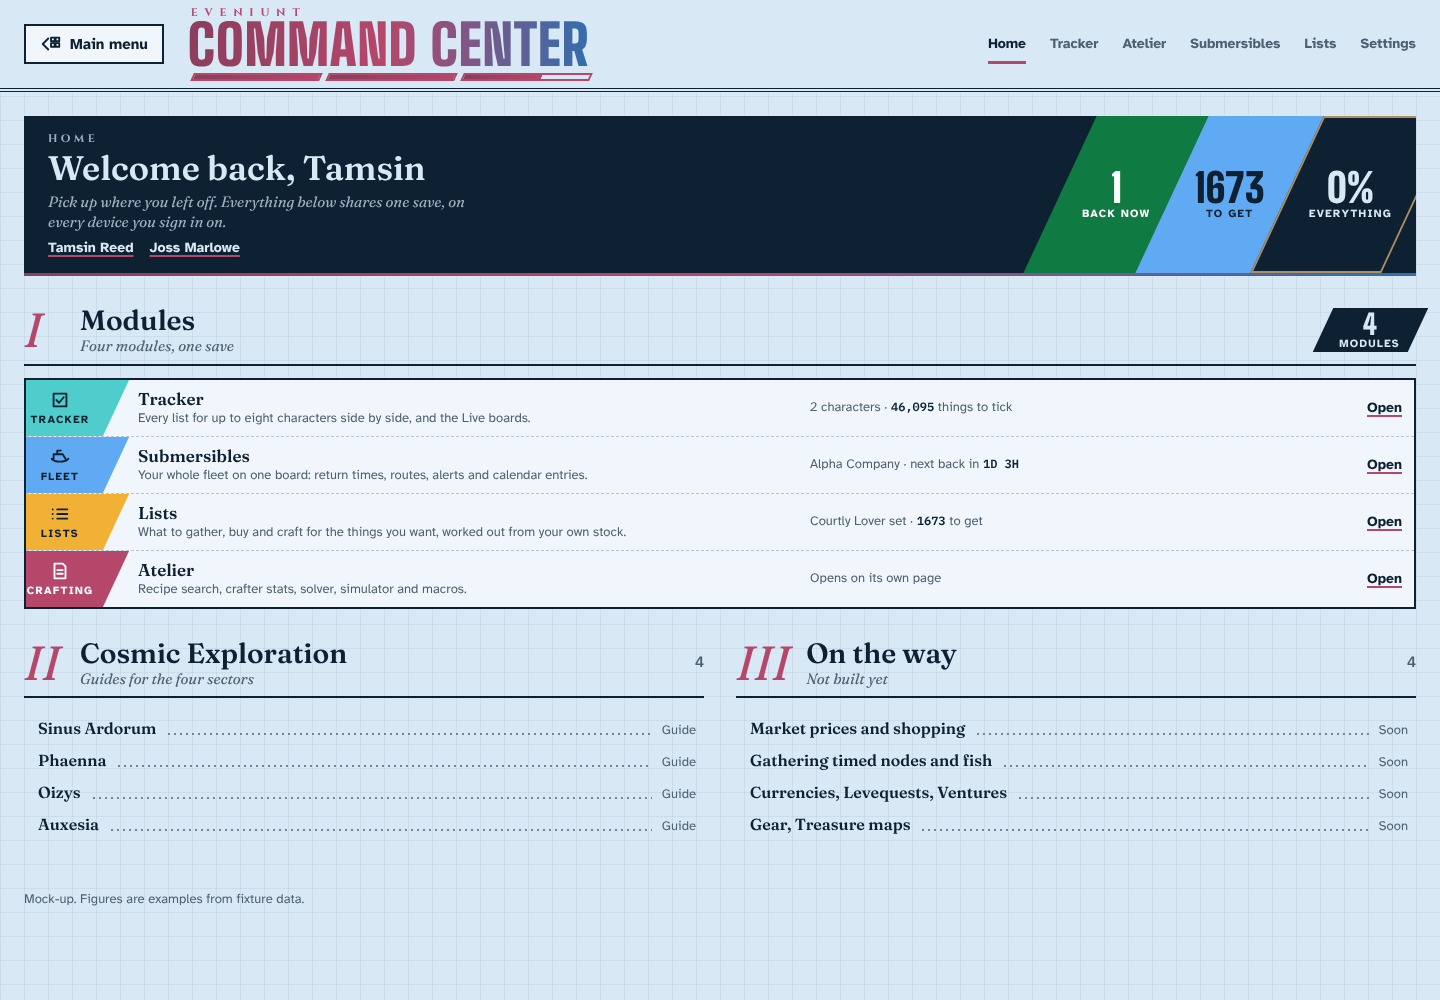 Main menu
EVENIUNT
COMMAND CENTER
Home
Tracker
Atelier
Submersibles
Lists
Settings
HOME
Welcome back, Tamsin
Pick up where you left off. Everything below shares one save, on
every device you sign in on.
Tamsin Reed
Joss Marlowe
1
BACK NOW
1673
TO GET
0%
EVERYTHING
I
Modules
Four modules, one save
4
MODULES
TRACKER
Tracker
Every list for up to eight characters side by side, and the Live boards.
2 characters · 46,095 things to tick
Open
FLEET
Submersibles
Your whole fleet on one board: return times, routes, alerts and calendar entries.
Alpha Company · next back in 1D 3H
Open
LISTS
Lists
What to gather, buy and craft for the things you want, worked out from your own stock.
Courtly Lover set · 1673 to get
Open
CRAFTING
Atelier
Recipe search, crafter stats, solver, simulator and macros.
Opens on its own page
Open
II
Cosmic Exploration
Guides for the four sectors
4
Sinus Ardorum
Guide
Phaenna
Guide
Oizys
Guide
Auxesia
Guide
III
On the way
Not built yet
4
Market prices and shopping
Soon
Gathering timed nodes and fish
Soon
Currencies, Levequests, Ventures
Soon
Gear, Treasure maps
Soon
Mock-up. Figures are examples from fixture data.